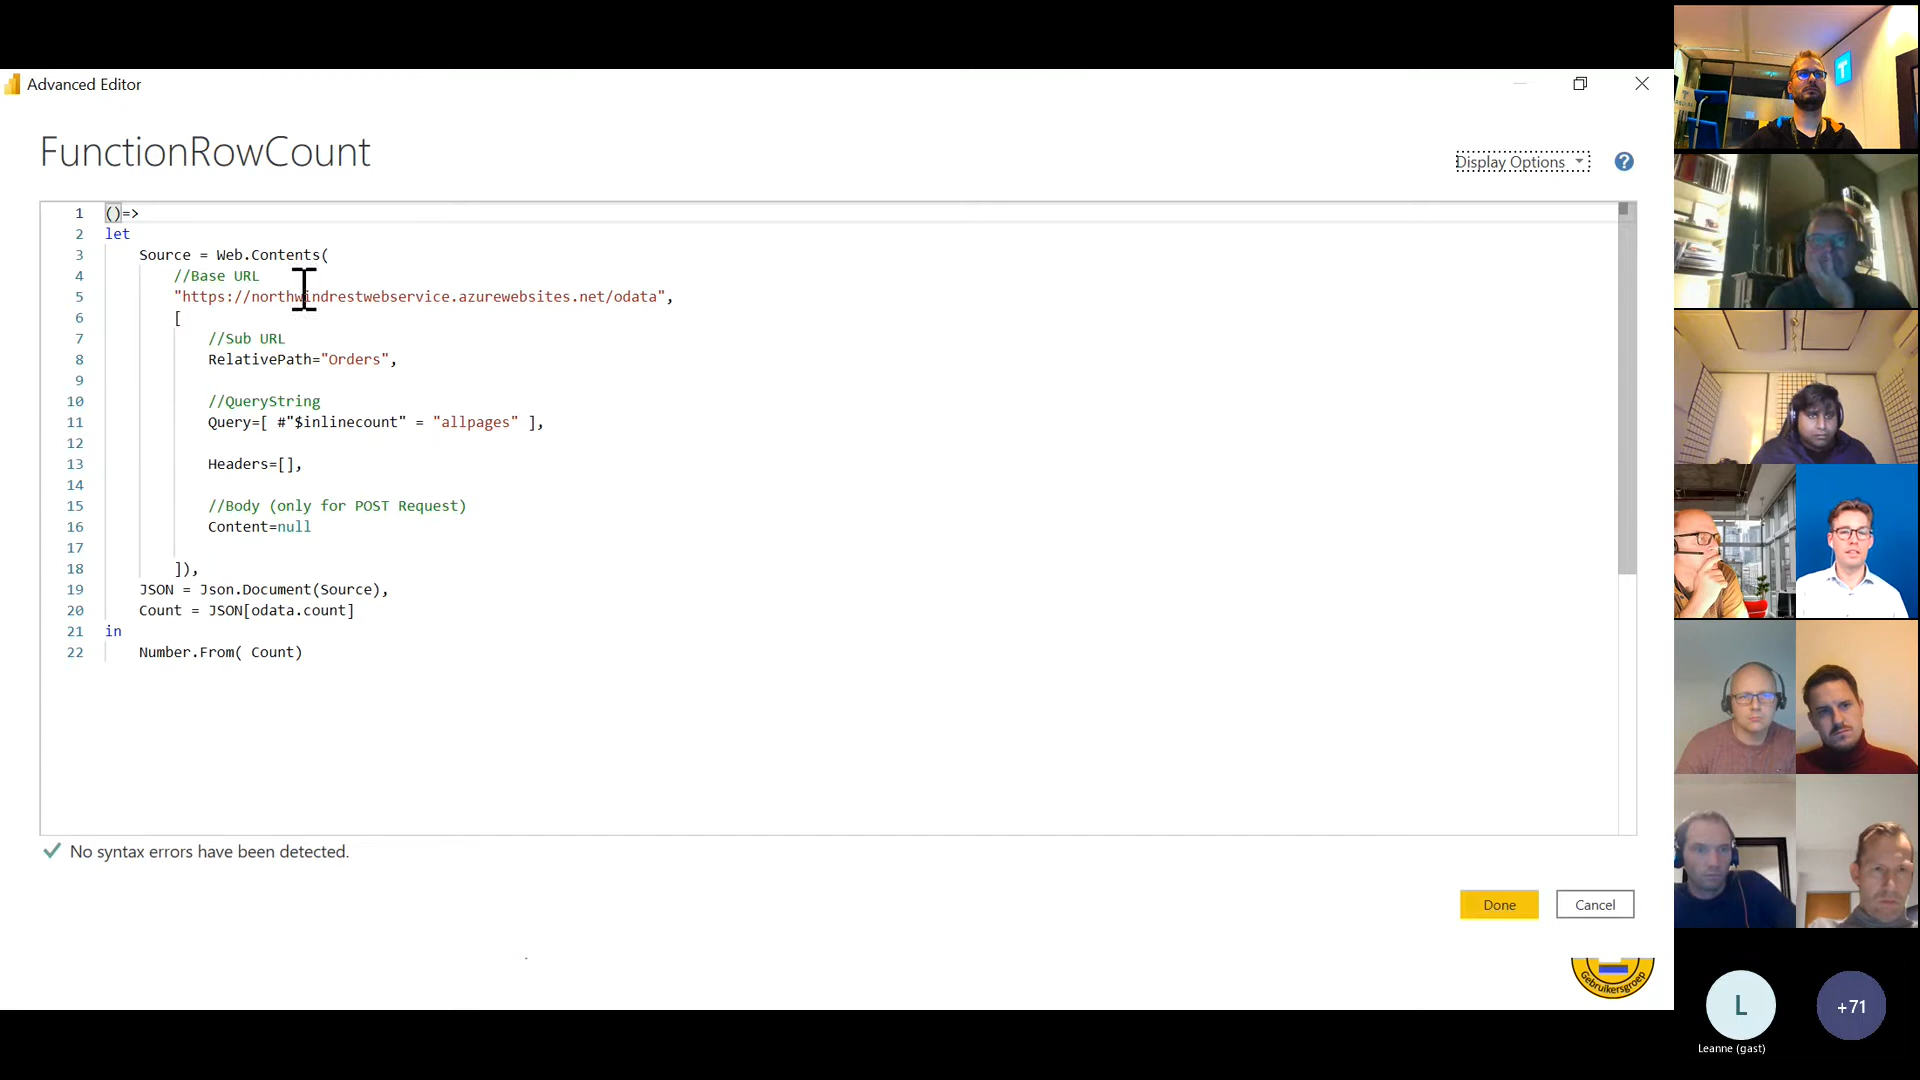 Advanced Editor
FunctionRowCount
Display Options
?
1 ()=>
2 let
3 Source = Web.Contents(
4 //Base URL
5 "https://northwindrestwebservice.azurewebsites.net/odata",
6 [
7 //Sub URL
8 RelativePath="Orders",
9
10 //QueryString
11 Query=[ #"$inlinecount" = "allpages" ],
12
13 Headers=[],
14
15 //Body (only for POST Request)
16 Content=null
17
18 ]),
19 JSON = Json.Document(Source),
20 Count = JSON[odata.count]
21 in
22 Number.From( Count)
No syntax errors have been detected.
Done
Cancel
Gebruikersgroep
T
L
+71
Leanne (gast)